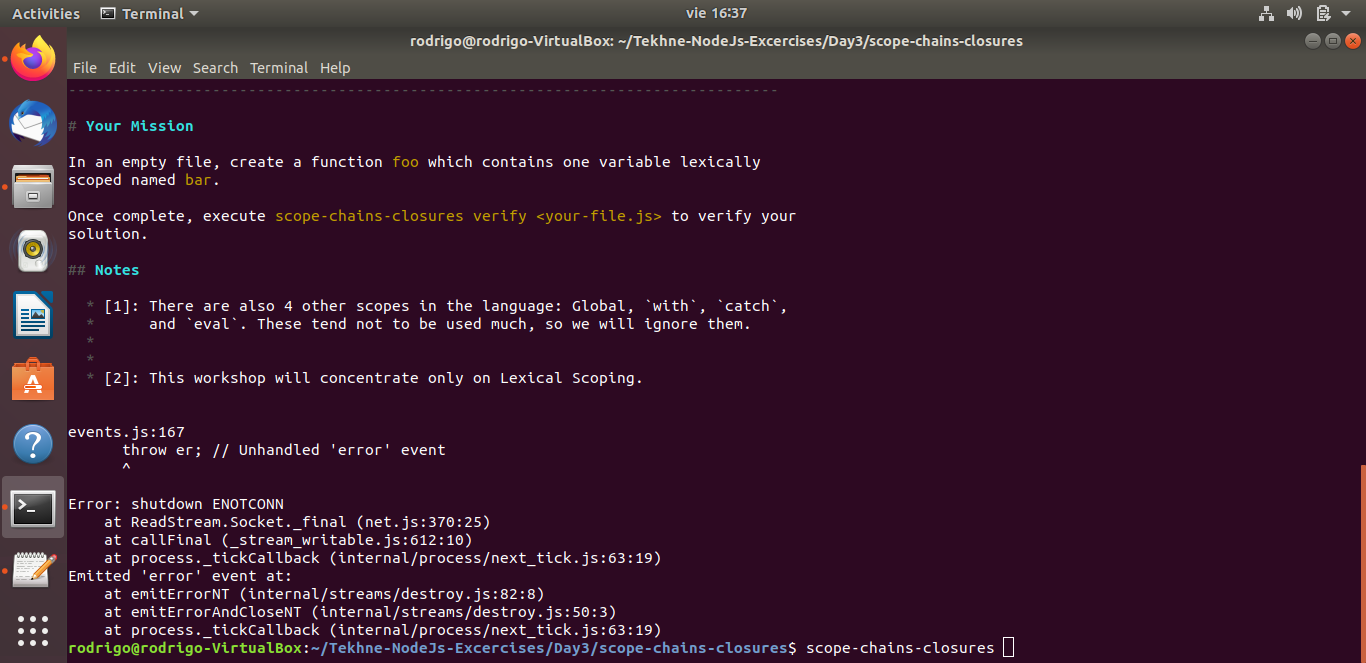 Activities Terminal vie 16:37
rodrigo@rodrigo-VirtualBox: ~/Tekhne-NodeJs-Excercises/Day3/scope-chains-closures
File Edit View Search Terminal Help
-------------------------------------------------------------------------------
# Your Mission
In an empty file, create a function foo which contains one variable lexically
scoped named bar.
Once complete, execute scope-chains-closures verify <your-file.js> to verify your
solution.
## Notes
* [1]: There are also 4 other scopes in the language: Global, `with`, `catch`,
* and `eval`. These tend not to be used much, so we will ignore them.
*
*
* [2]: This workshop will concentrate only on Lexical Scoping.
events.js:167
throw er; // Unhandled 'error' event
^
Error: shutdown ENOTCONN
at ReadStream.Socket._final (net.js:370:25)
at callFinal (_stream_writable.js:612:10)
at process._tickCallback (internal/process/next_tick.js:63:19)
Emitted 'error' event at:
at emitErrorNT (internal/streams/destroy.js:82:8)
at emitErrorAndCloseNT (internal/streams/destroy.js:50:3)
at process._tickCallback (internal/process/next_tick.js:63:19)
rodrigo@rodrigo-VirtualBox:~/Tekhne-NodeJs-Excercises/Day3/scope-chains-closures$ scope-chains-closures